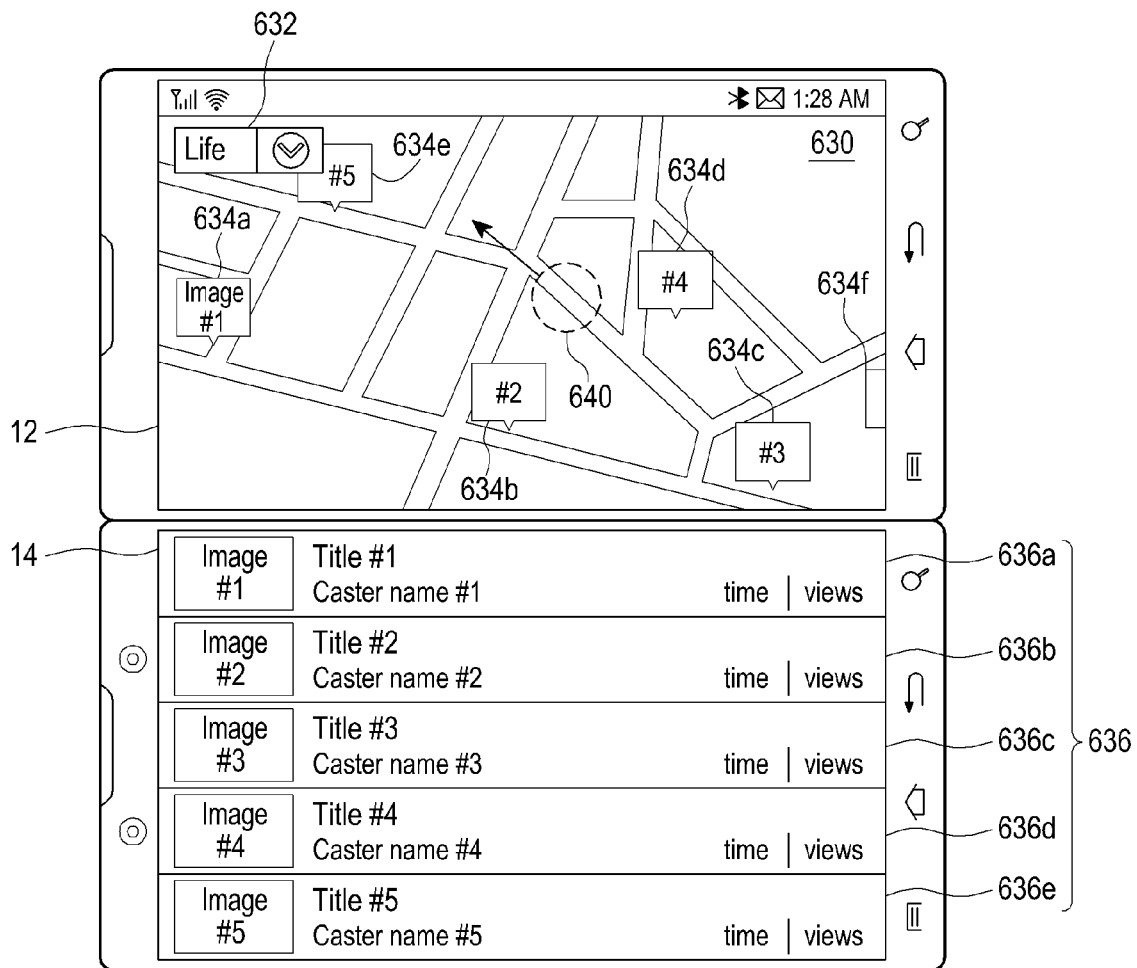 632
1:28 AM
Life
630
634e
#5
634d
634a
Image
#1
#4
634f
634c
#2
640
12
#3
634b
14
Image
#1
Title #1
Caster name #1
time | views
636a
Image
#2
Title #2
Caster name #2
time | views
636b
Image
#3
Title #3
Caster name #3
time | views
636c
636
Image
#4
Title #4
Caster name #4
time | views
636d
Image
#5
Title #5
Caster name #5
time | views
636e